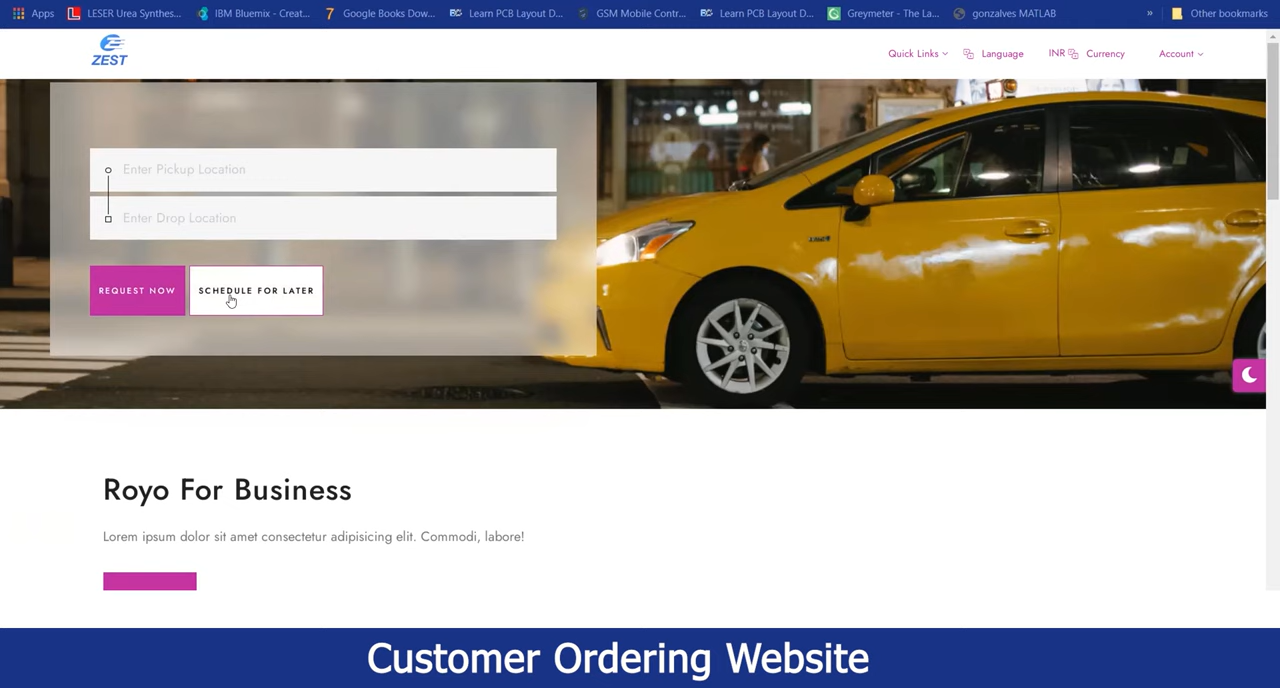 Apps
LESER Urea Synthes...
IBM Bluemix - Creat...
Google Books Dow...
Learn PCB Layout D...
GSM Mobile Contr...
Learn PCB Layout D...
Greymeter - The La...
gonzalves MATLAB
»
Other bookmarks
ZEST
Quick Links
Language
INR
Currency
Account
Enter Pickup Location
Enter Drop Location
REQUEST NOW
SCHEDULE FOR LATER
Royo For Business
Lorem ipsum dolor sit amet consectetur adipisicing elit. Commodi, labore!
Customer Ordering Website